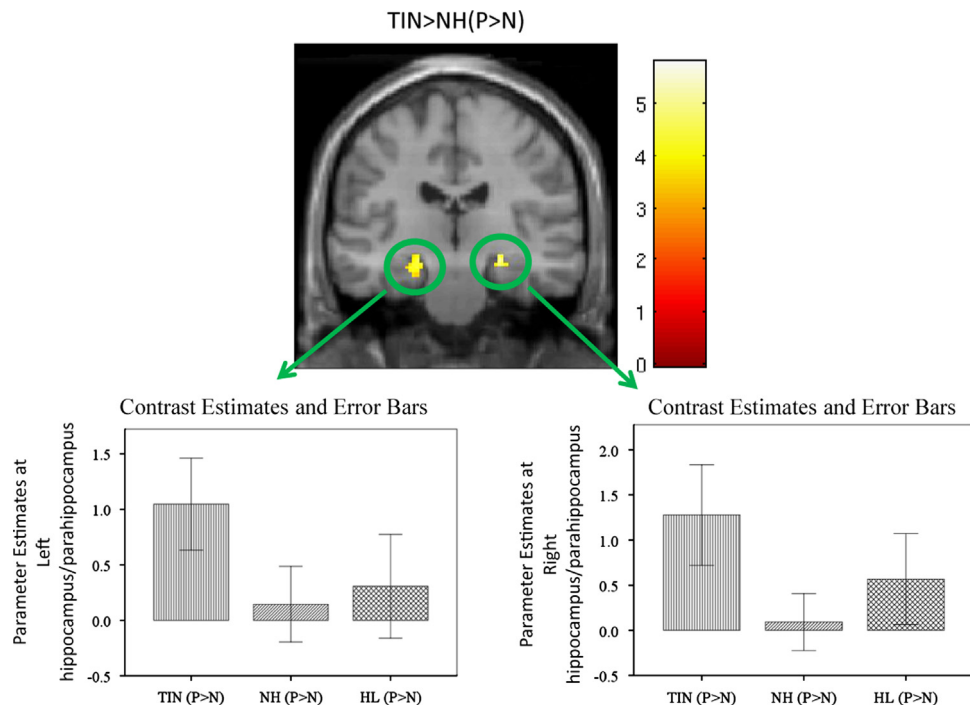 TIN>NH(P>N)
5
4
3
2
1
0
Contrast Estimates and Error Bars
Parameter Estimates at
Left
hippocampus/parahippocampus
1.5
1.0
0.5
0.0
-0.5
TIN (P>N) NH (P>N) HL (P>N)
Contrast Estimates and Error Bars
Parameter Estimates at
Right
hippocampus/parahippocampus
2.0
1.5
1.0
0.5
0.0
-0.5
TIN (P>N) NH (P>N) HL (P>N)